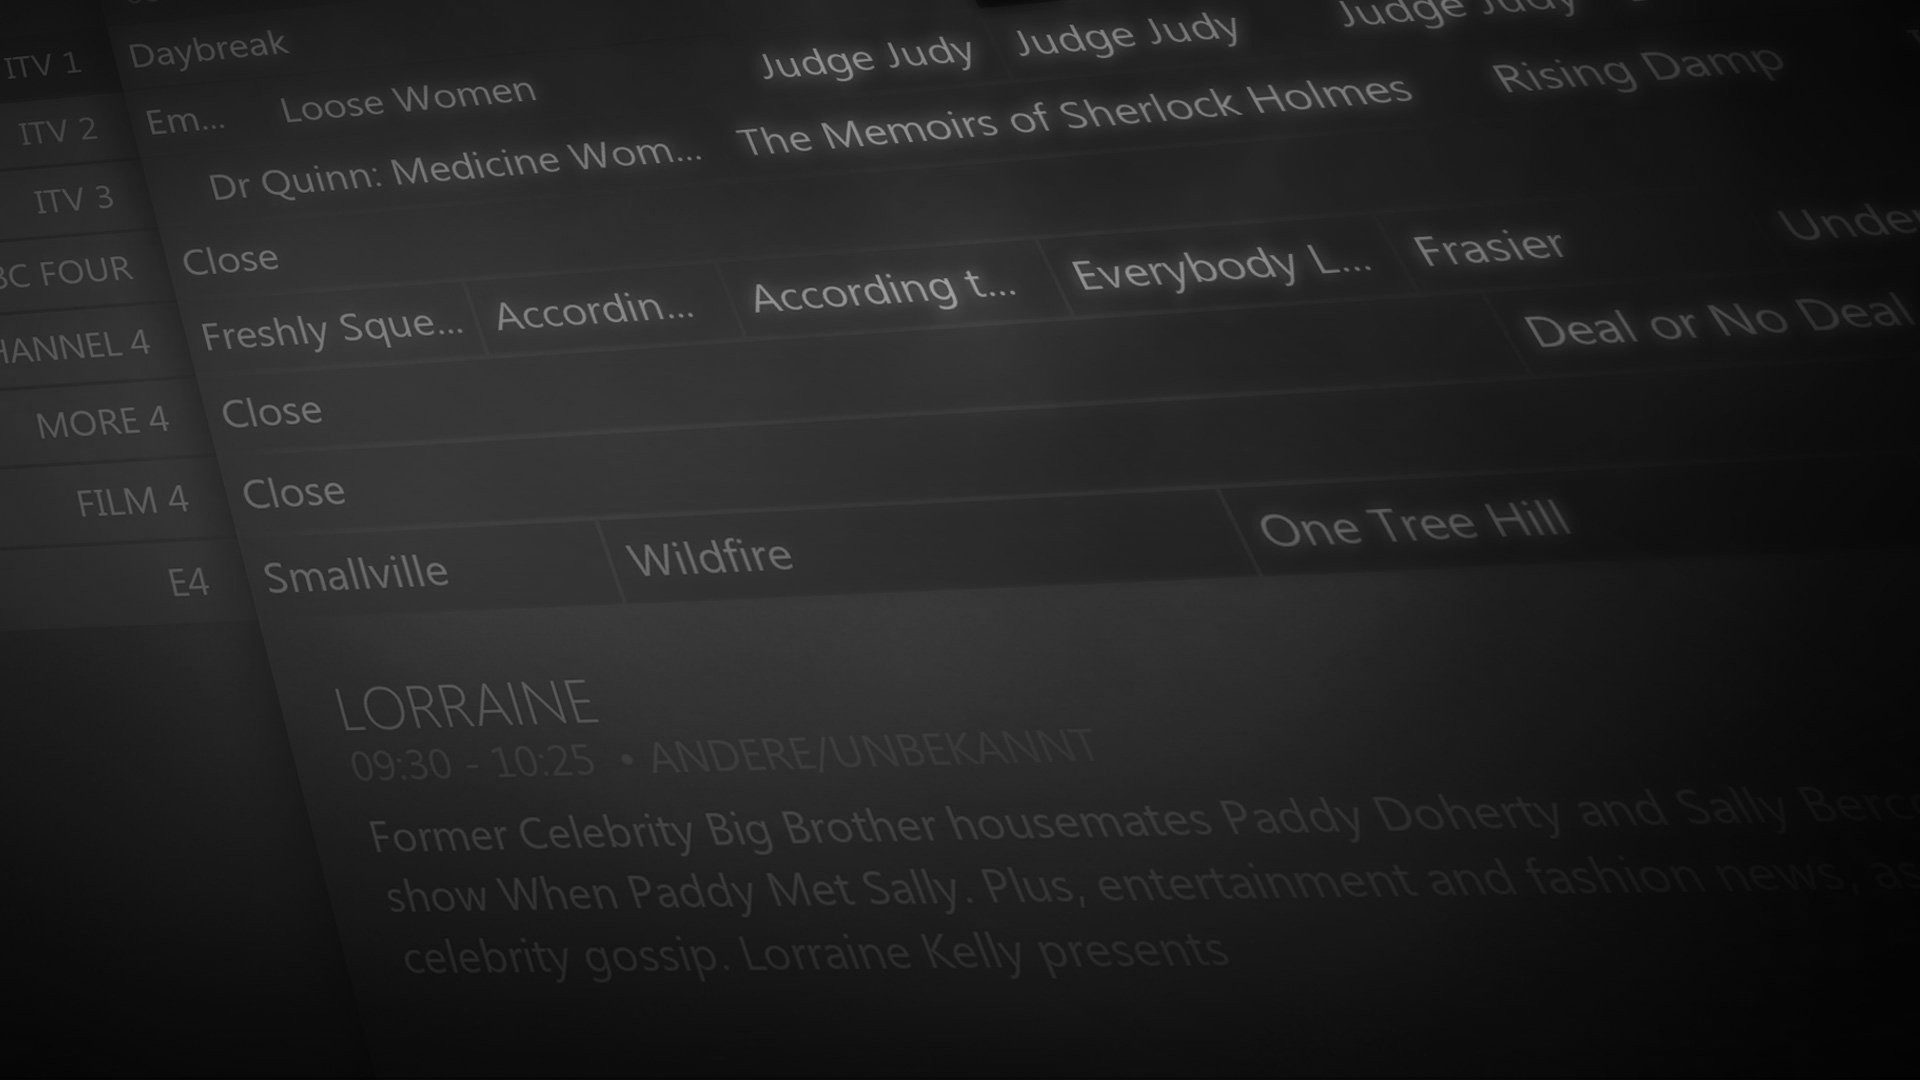 ITV 1 Daybreak
ITV 2 Em... Loose Women Judge Judy Judge Judy Judge Judy
ITV 3 Dr Quinn: Medicine Wom... The Memoirs of Sherlock Holmes Rising Damp
BC FOUR Close
HANNEL 4 Freshly Sque... Accordin... According t... Everybody L... Frasier Unde
MORE 4 Close Deal or No Deal
FILM 4 Close
E4 Smallville Wildfire One Tree Hill
LORRAINE
09:30 - 10:25 • ANDERE/UNBEKANNT
Former Celebrity Big Brother housemates Paddy Doherty and Sally Berc
show When Paddy Met Sally. Plus, entertainment and fashion news, as
celebrity gossip. Lorraine Kelly presents